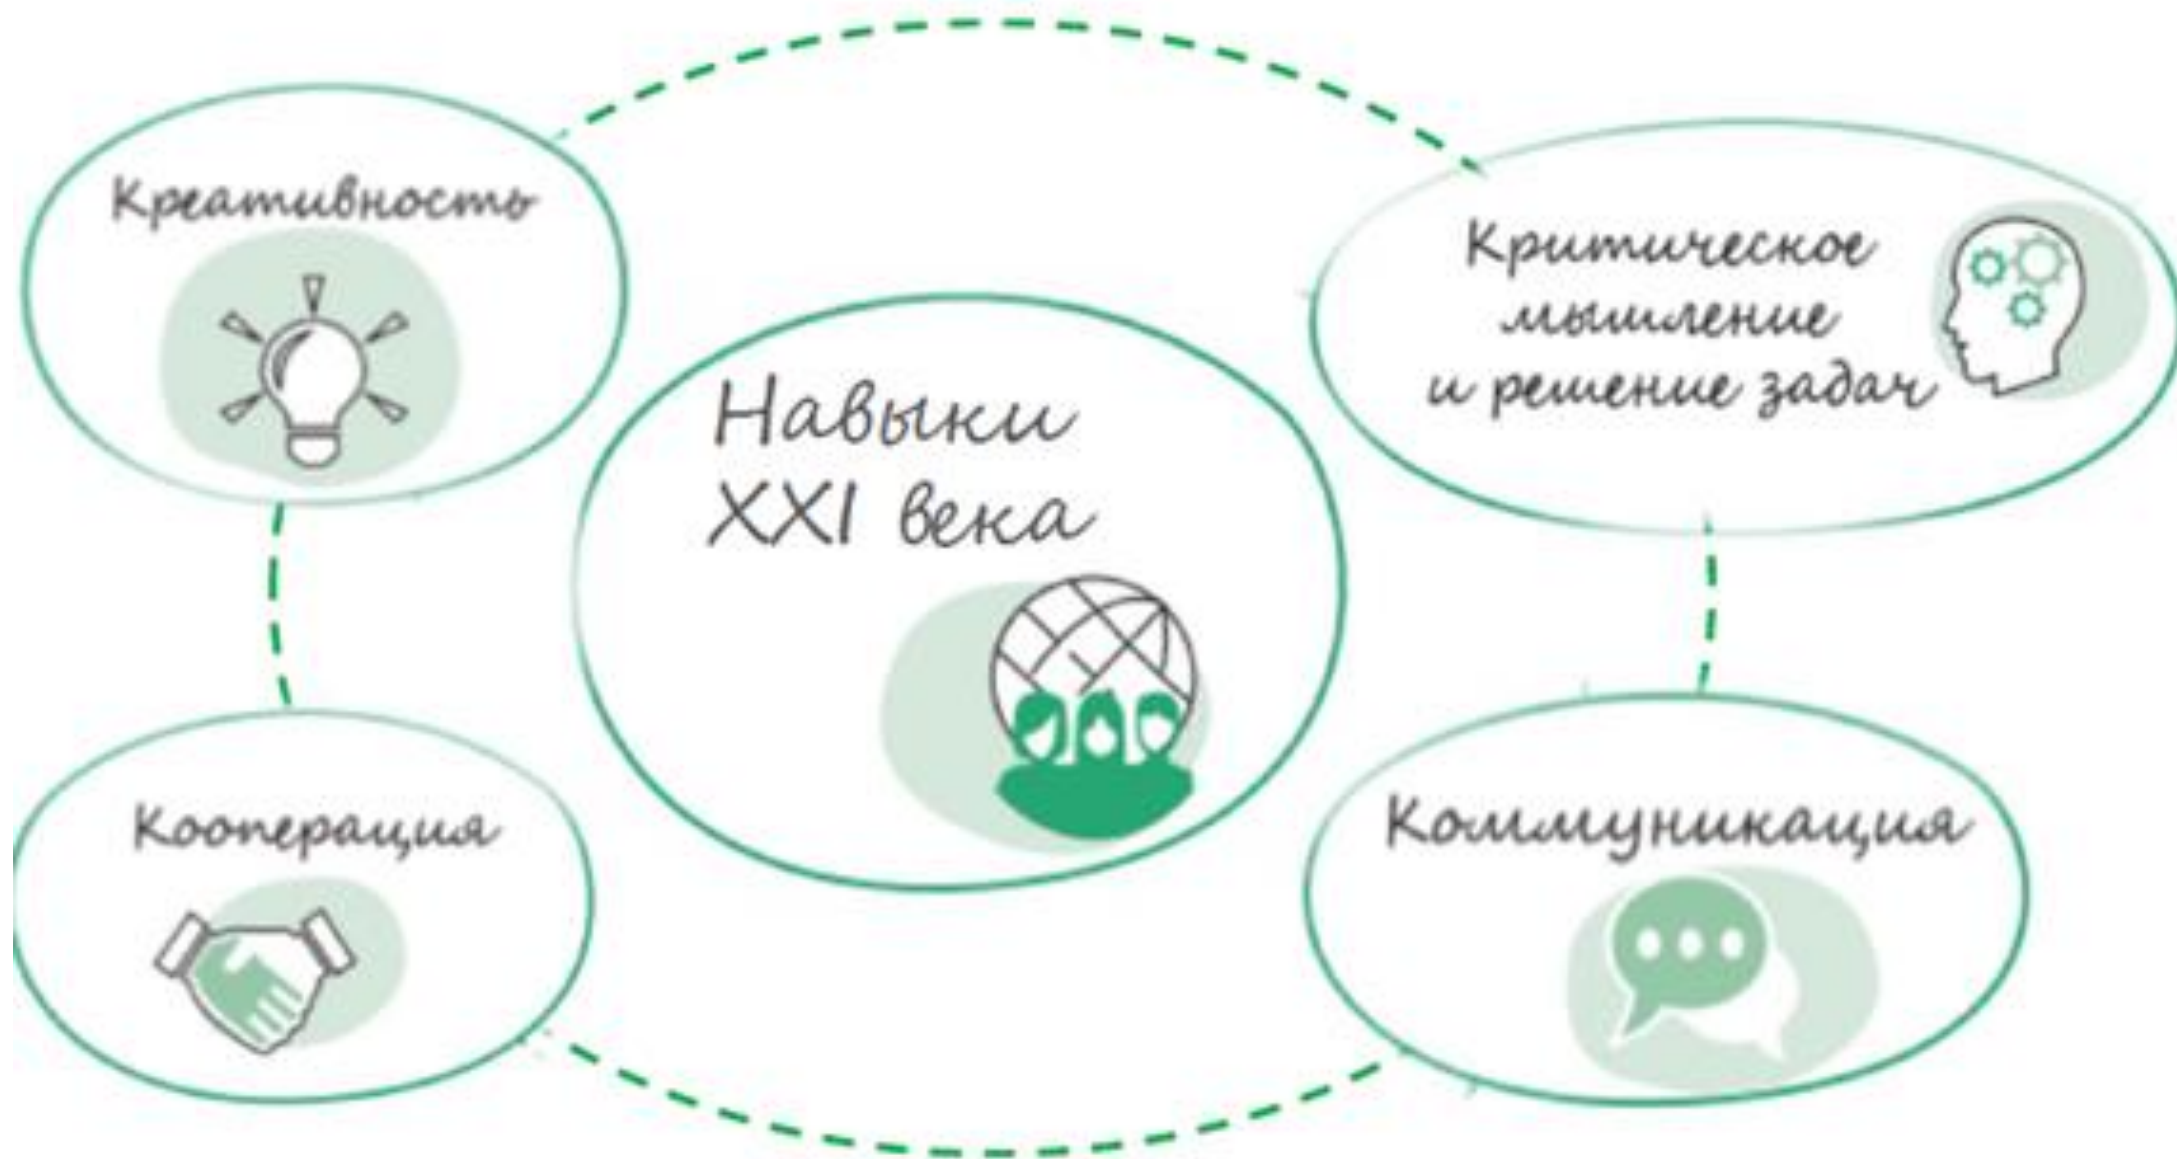 Креативность
Критическое
мышление
и решение задач
Навыки
XXI века
Кооперация
Коммуникация